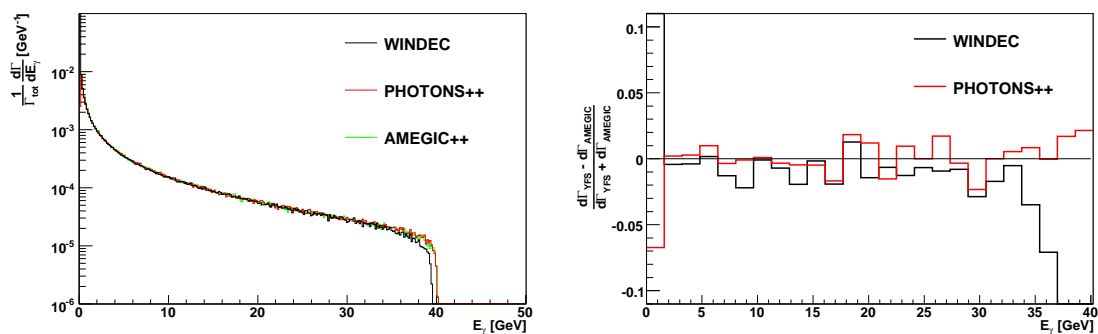 1/Γtot dΓ/dEγ [GeV-1]
10-2
10-3
10-4
10-5
10-6
WINDEC
PHOTONS++
AMEGIC++
0 10 20 30 40 50
Eγ [GeV]
dΓYFS - dΓAMEGIC
dΓYFS + dΓAMEGIC
0.1
0.05
0
-0.05
-0.1
WINDEC
PHOTONS++
0 5 10 15 20 25 30 35 40
Eγ [GeV]